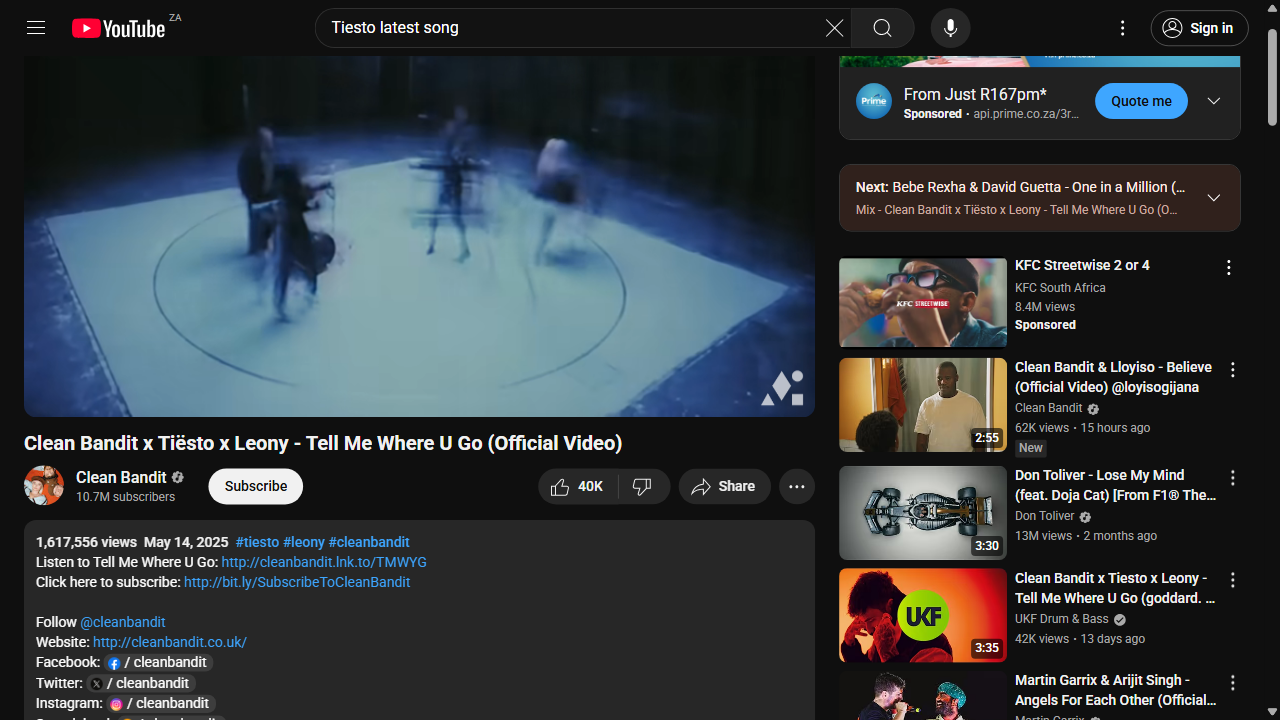 YouTube ZA
Tiesto latest song
Sign in
From Just R167pm*
Sponsored · api.prime.co.za/3r...
Prime
Quote me
Next: Bebe Rexha & David Guetta - One in a Million (...
Mix - Clean Bandit x Tiësto x Leony - Tell Me Where U Go (O...
KFC STREETWISE
KFC Streetwise 2 or 4
KFC South Africa
8.4M views
Sponsored
2:55
Clean Bandit & Lloyiso - Believe
(Official Video) @loyisogijana
Clean Bandit
62K views · 15 hours ago
New
3:30
Don Toliver - Lose My Mind
(feat. Doja Cat) [From F1® The...
Don Toliver
13M views · 2 months ago
UKF
3:35
Clean Bandit x Tiesto x Leony -
Tell Me Where U Go (goddard. ...
UKF Drum & Bass
42K views · 13 days ago
Martin Garrix & Arijit Singh -
Angels For Each Other (Official...
Martin Garrix
Clean Bandit x Tiësto x Leony - Tell Me Where U Go (Official Video)
Clean Bandit
10.7M subscribers
Subscribe
40K
Share
1,617,556 views May 14, 2025 #tiesto #leony #cleanbandit
Listen to Tell Me Where U Go: http://cleanbandit.lnk.to/TMWYG
Click here to subscribe: http://bit.ly/SubscribeToCleanBandit
Follow @cleanbandit
Website: http://cleanbandit.co.uk/
Facebook: / cleanbandit
Twitter: / cleanbandit
Instagram: / cleanbandit